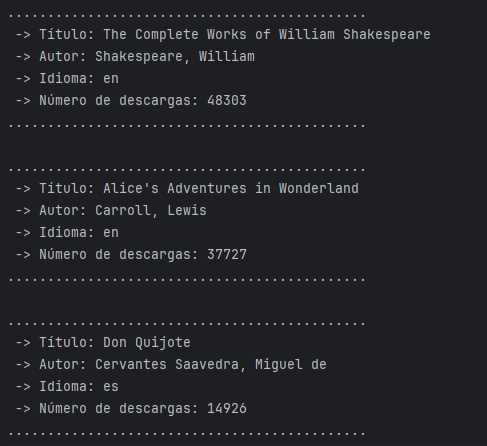 .............................................
-> Título: The Complete Works of William Shakespeare
-> Autor: Shakespeare, William
-> Idioma: en
-> Número de descargas: 48303
.............................................
.............................................
-> Título: Alice's Adventures in Wonderland
-> Autor: Carroll, Lewis
-> Idioma: en
-> Número de descargas: 37727
.............................................
.............................................
-> Título: Don Quijote
-> Autor: Cervantes Saavedra, Miguel de
-> Idioma: es
-> Número de descargas: 14926
.............................................